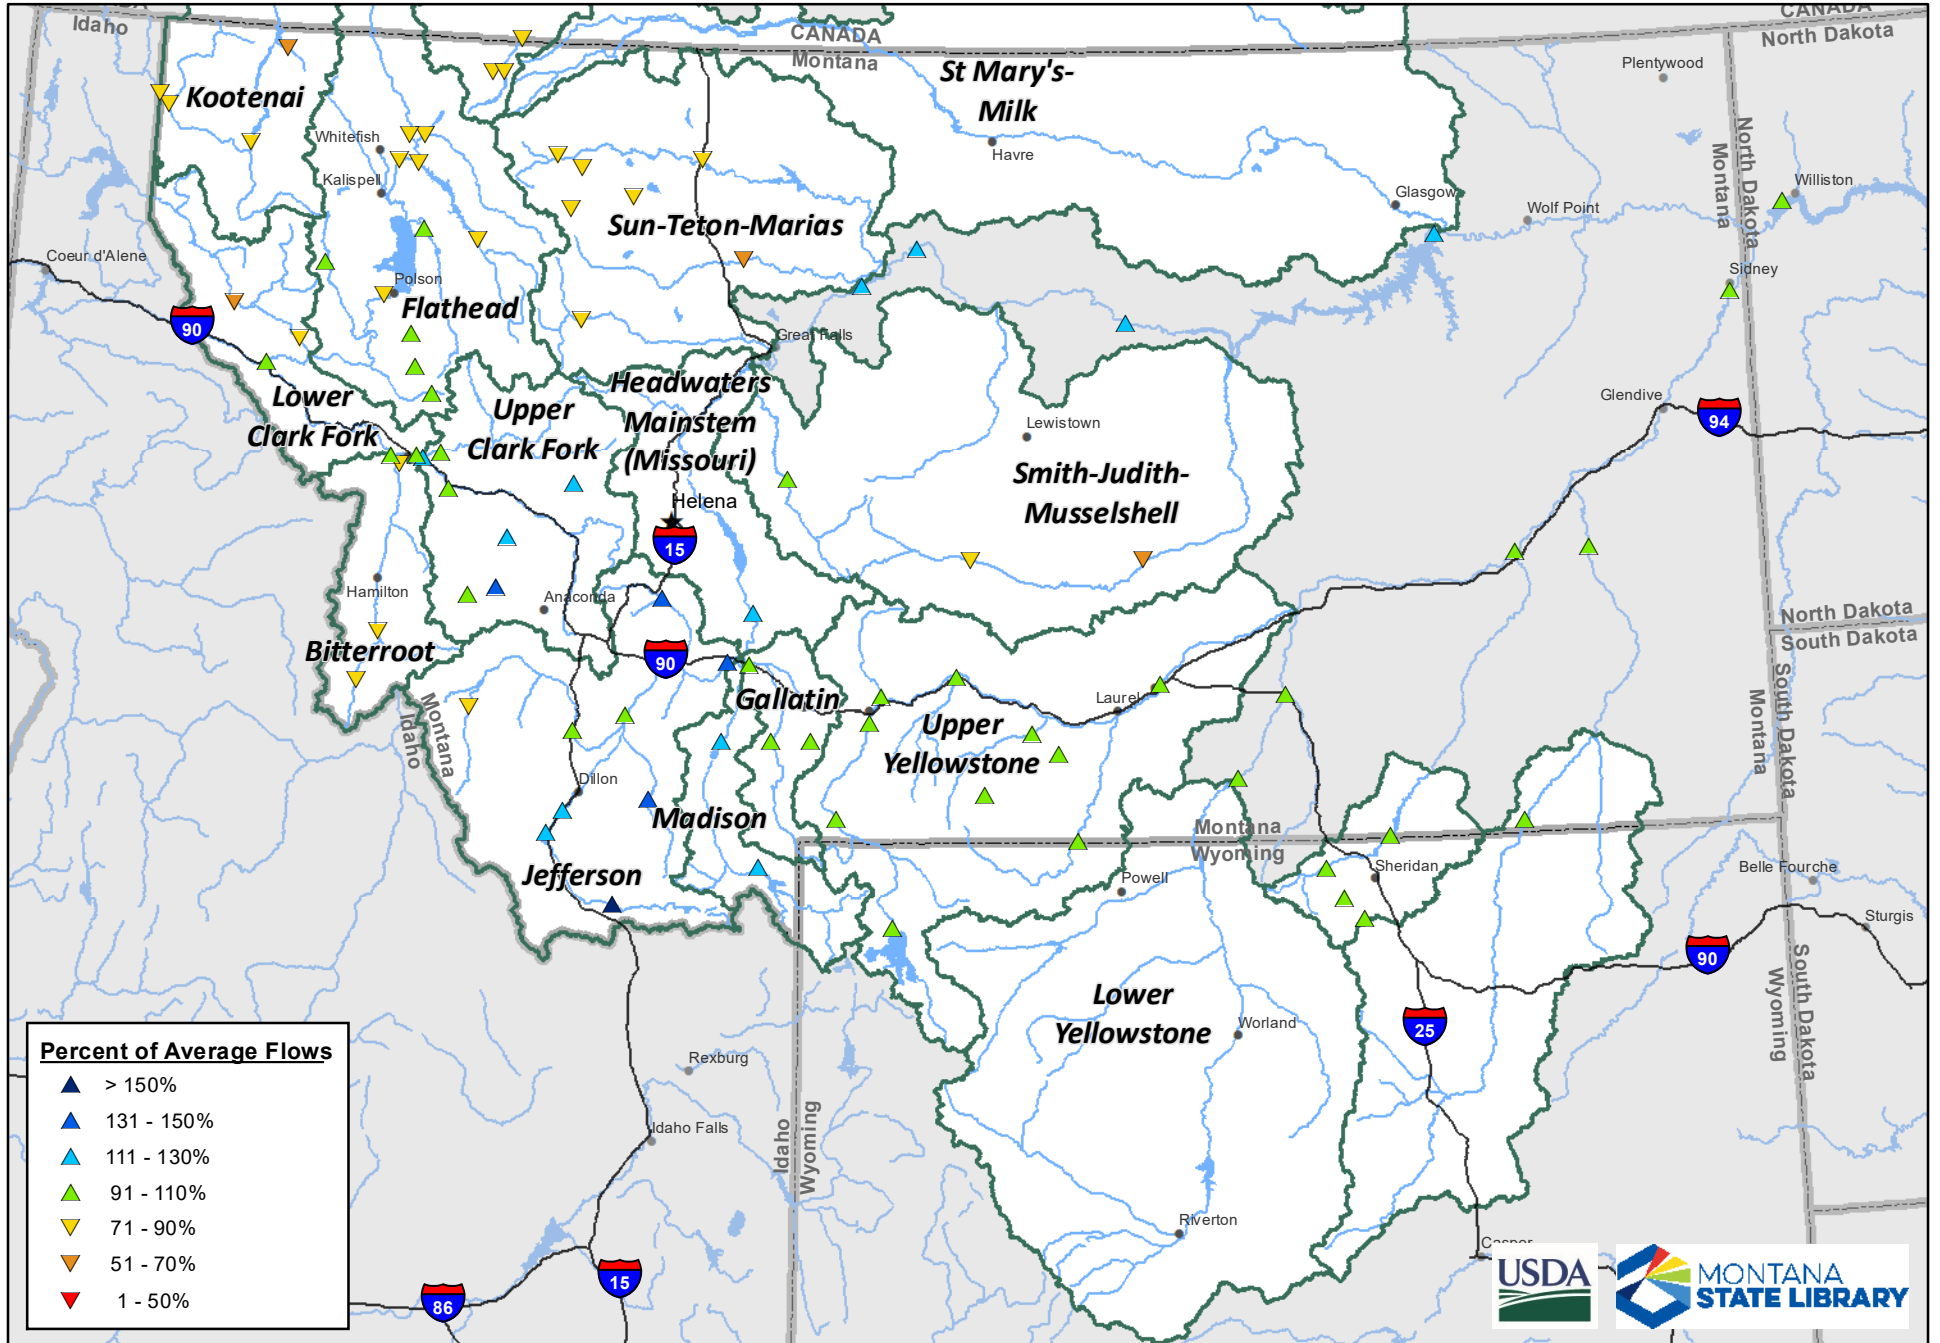 CANADA
Idaho
CANADA
Montana
CANADA
North Dakota
Kootenai
St Mary's-
Milk
Plentywood
Whitefish
Havre
Kalispell
Glasgow
Wolf Point
Williston
North Dakota
Montana
Sun-Teton-Marias
Coeur d'Alene
Polson
Flathead
Sidney
90
Great Falls
Lower
Clark Fork
Upper
Clark Fork
Headwaters
Mainstem
(Missouri)
Lewistown
Glendive
94
Smith-Judith-
Musselshell
Helena
15
Hamilton
Anaconda
Bitterroot
90
North Dakota
South Dakota
Montana
Idaho
Gallatin
Laurel
Upper
Yellowstone
South Dakota
Montana
Dillon
Madison
Jefferson
Montana
Wyoming
Powell
Sheridan
Belle Fourche
Sturgis
90
Lower
Yellowstone
Worland
25
South Dakota
Wyoming
Rexburg
Idaho Falls
Idaho
Wyoming
Riverton
Casper
15
86
Percent of Average Flows
> 150%
131 - 150%
111 - 130%
91 - 110%
71 - 90%
51 - 70%
1 - 50%
USDA
MONTANA
STATE LIBRARY